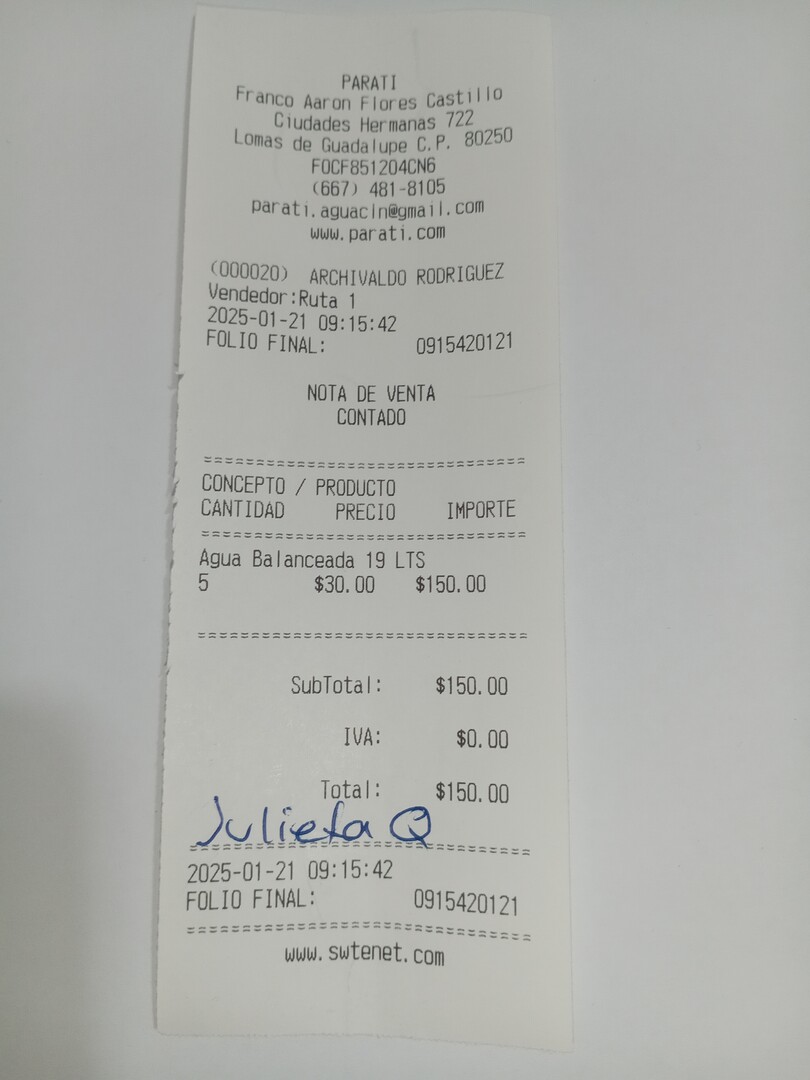 PARATI
Franco Aaron Flores Castillo
Ciudades Hermanas 722
Lomas de Guadalupe C.P. 80250
FOCF851204CN6
(667) 481-8105
parati.aguacln@gmail.com
www.parati.com
(000020) ARCHIVALDO RODRIGUEZ
Vendedor:Ruta 1
2025-01-21 09:15:42
FOLIO FINAL: 0915420121
NOTA DE VENTA
CONTADO
===============================
CONCEPTO / PRODUCTO
CANTIDAD PRECIO IMPORTE
===============================
Agua Balanceada 19 LTS
5 $30.00 $150.00
===============================
SubTotal: $150.00
IVA: $0.00
Total: $150.00
Julieta Q
===============================
2025-01-21 09:15:42
FOLIO FINAL: 0915420121
===============================
www.swtenet.com